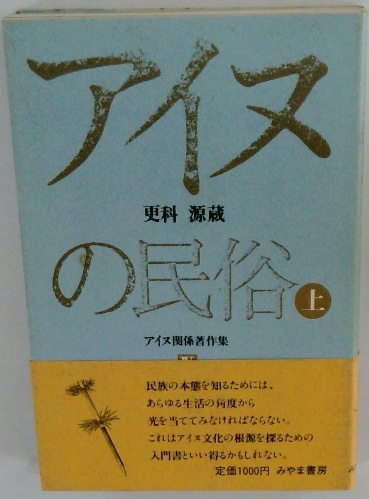 アイヌ
更科 源蔵
の民俗 上
アイヌ関係著作集
民族の本態を知るためには、
あらゆる生活の角度から
光を当ててみなければならない。
これはアイヌ文化の根源を探るための
入門書といい得るかもしれない。
定価1000円 みやま書房